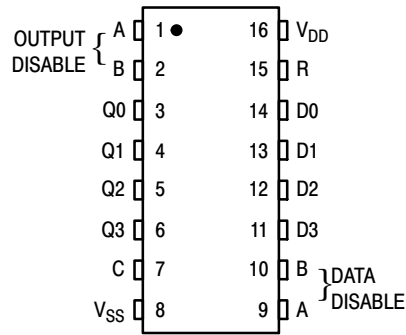 OUTPUT DISABLE
A 1 16 VDD
B 2 15 R
Q0 3 14 D0
Q1 4 13 D1
Q2 5 12 D2
Q3 6 11 D3
C 7 10 B
VSS 8 9 A
DATA DISABLE